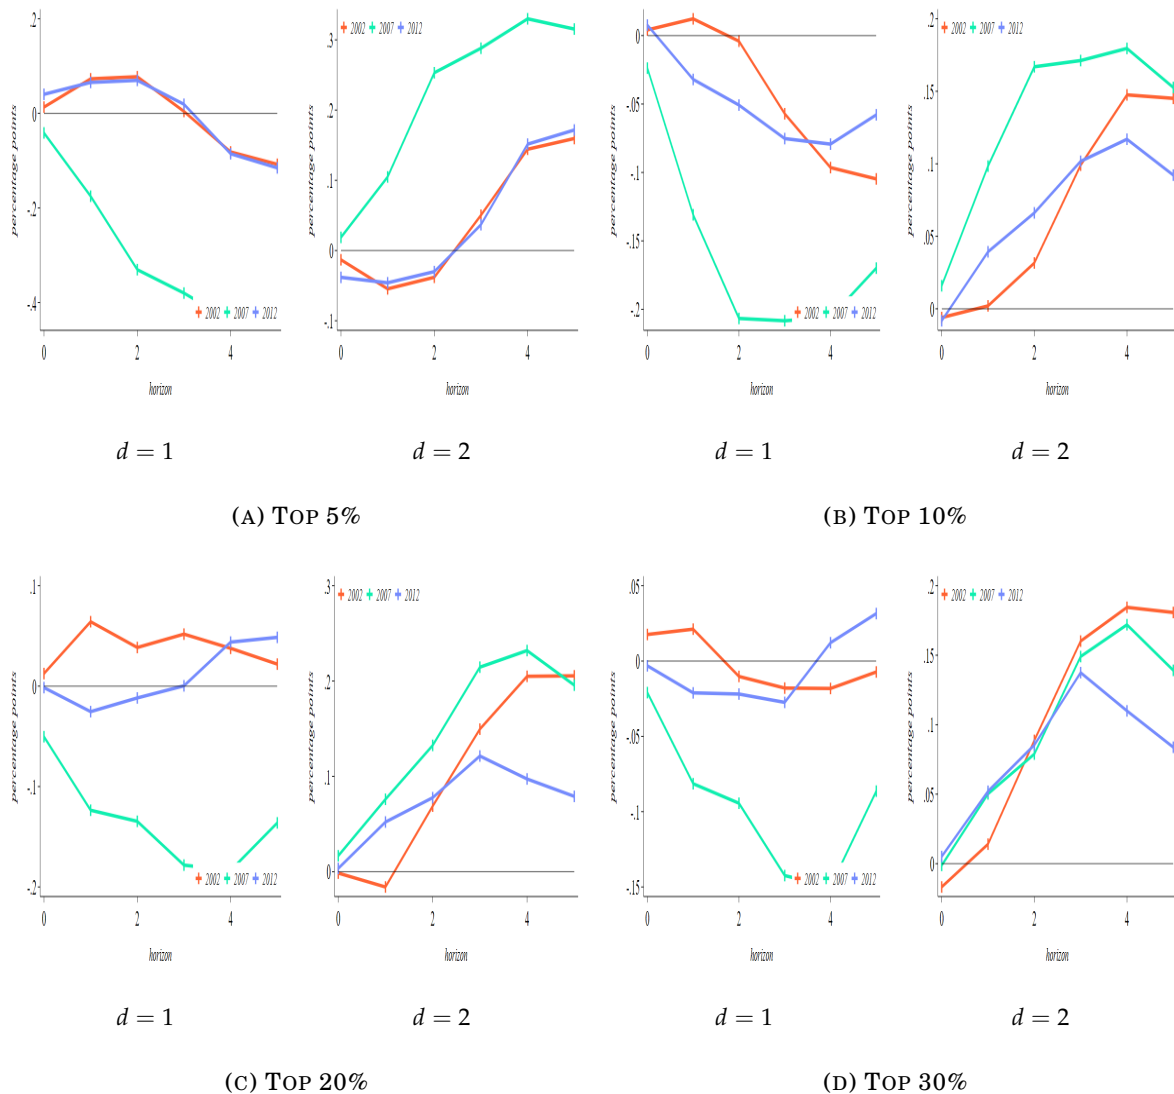 .2
0
-.2
-.4
percentage points
2002 2007 2012
0 2 4
horizon
d = 1
.3
.2
.1
0
-.1
percentage points
2002 2007 2012
0 2 4
horizon
d = 2
(A) TOP 5%
0
-.05
-.1
-.15
-.2
percentage points
2002 2007 2012
0 2 4
horizon
d = 1
.2
.15
.1
.05
0
percentage points
2002 2007 2012
0 2 4
horizon
d = 2
(B) TOP 10%
.1
0
-.1
-.2
percentage points
2002 2007 2012
0 2 4
horizon
d = 1
.3
.2
.1
0
percentage points
2002 2007 2012
0 2 4
horizon
d = 2
(C) TOP 20%
.05
0
-.05
-.1
-.15
percentage points
2002 2007 2012
0 2 4
horizon
d = 1
.2
.15
.1
.05
0
percentage points
2002 2007 2012
0 2 4
horizon
d = 2
(D) TOP 30%